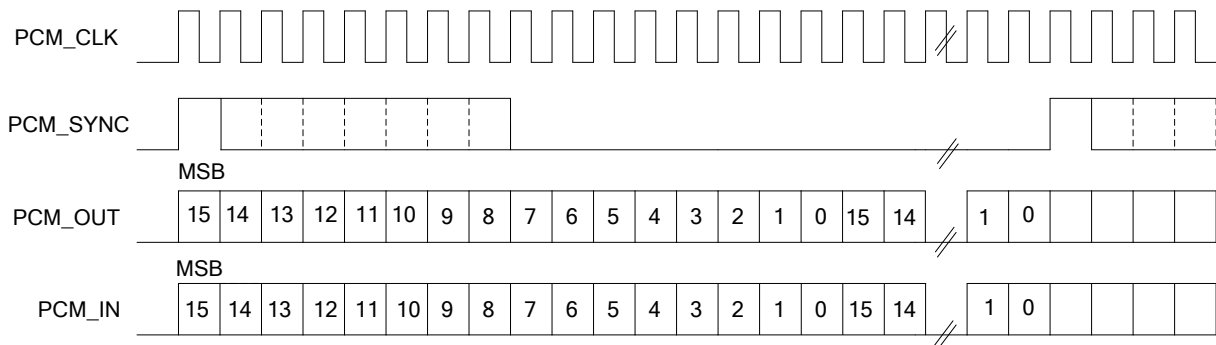 PCM_CLK
PCM_SYNC
MSB
PCM_OUT 15 14 13 12 11 10 9 8 7 6 5 4 3 2 1 0 15 14 1 0
MSB
PCM_IN 15 14 13 12 11 10 9 8 7 6 5 4 3 2 1 0 15 14 1 0